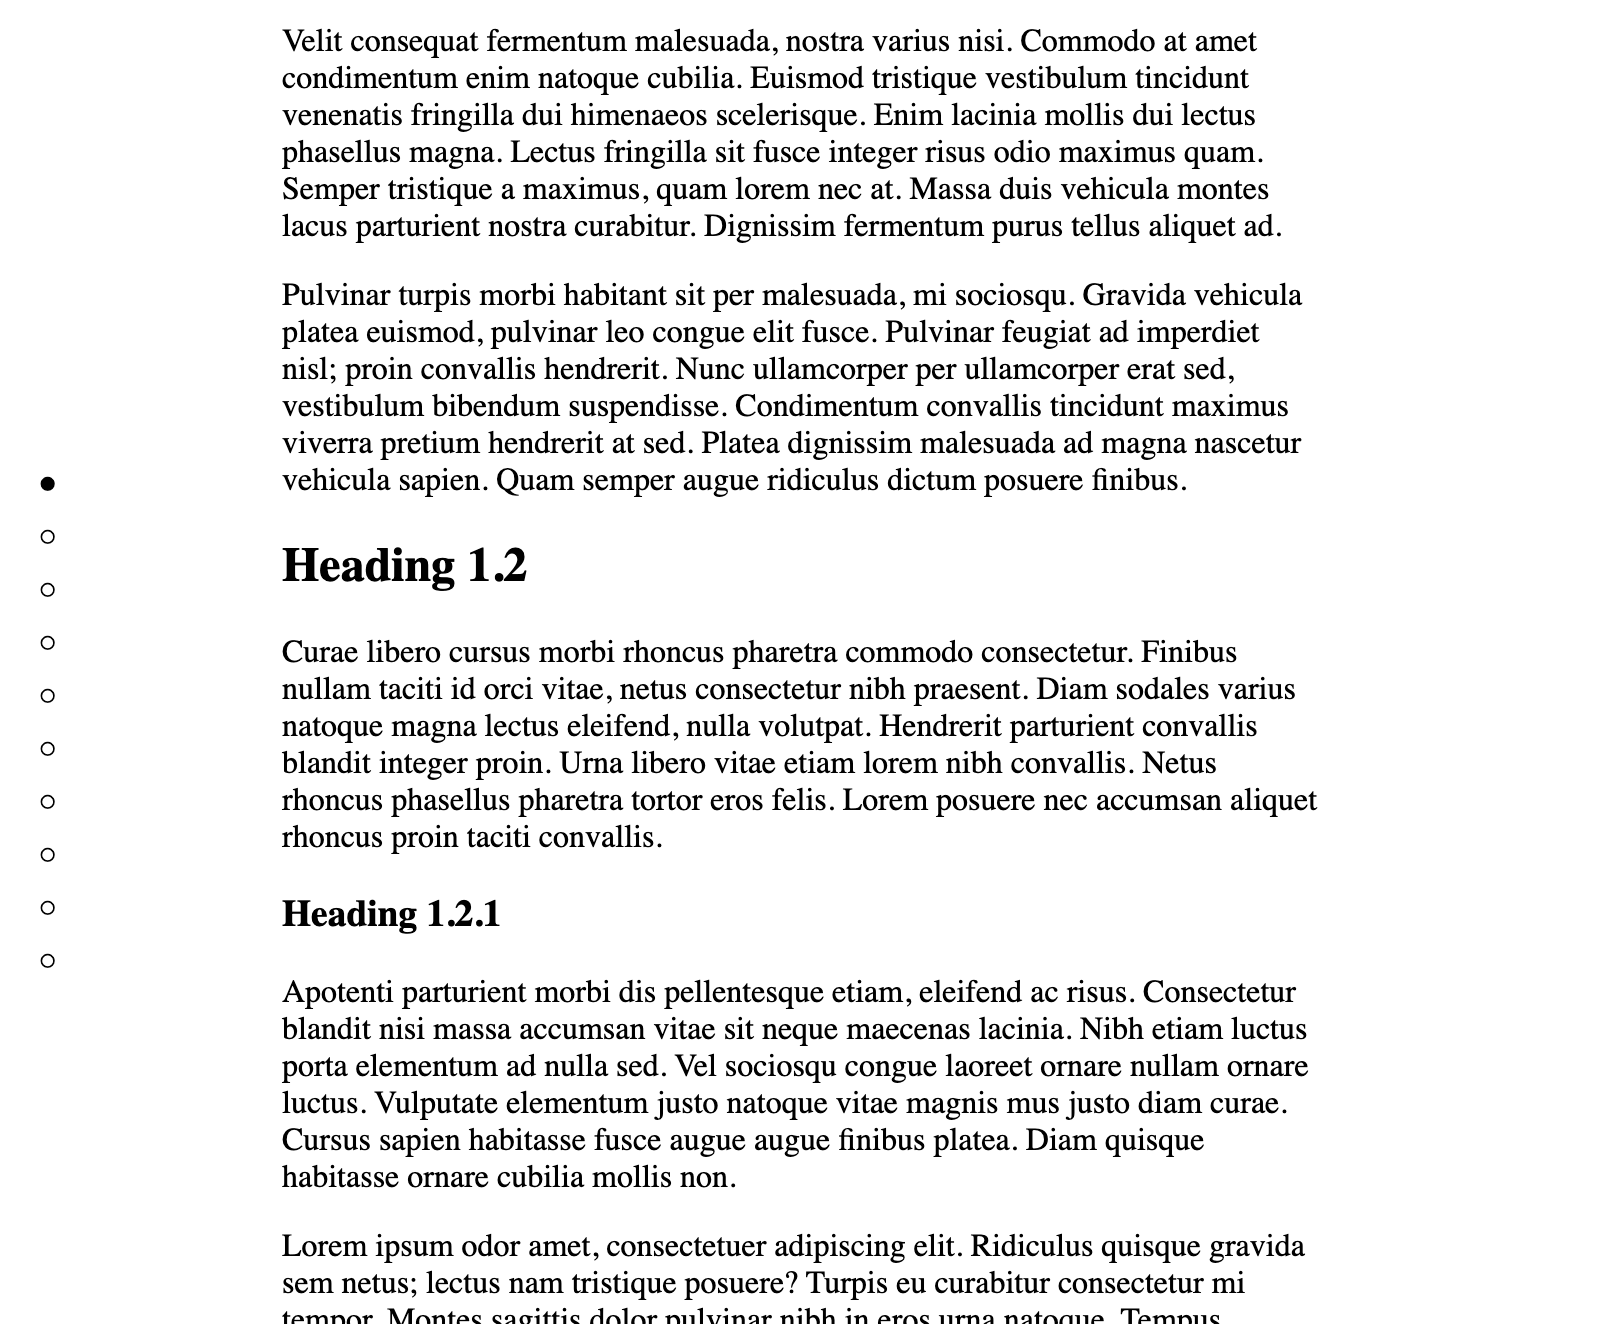 Velit consequat fermentum malesuada, nostra varius nisi. Commodo at amet
condimentum enim natoque cubilia. Euismod tristique vestibulum tincidunt
venenatis fringilla dui himenaeos scelerisque. Enim lacinia mollis dui lectus
phasellus magna. Lectus fringilla sit fusce integer risus odio maximus quam.
Semper tristique a maximus, quam lorem nec at. Massa duis vehicula montes
lacus parturient nostra curabitur. Dignissim fermentum purus tellus aliquet ad.
Pulvinar turpis morbi habitant sit per malesuada, mi sociosqu. Gravida vehicula
platea euismod, pulvinar leo congue elit fusce. Pulvinar feugiat ad imperdiet
nisl; proin convallis hendrerit. Nunc ullamcorper per ullamcorper erat sed,
vestibulum bibendum suspendisse. Condimentum convallis tincidunt maximus
viverra pretium hendrerit at sed. Platea dignissim malesuada ad magna nascetur
vehicula sapien. Quam semper augue ridiculus dictum posuere finibus.
Heading 1.2
Curae libero cursus morbi rhoncus pharetra commodo consectetur. Finibus
nullam taciti id orci vitae, netus consectetur nibh praesent. Diam sodales varius
natoque magna lectus eleifend, nulla volutpat. Hendrerit parturient convallis
blandit integer proin. Urna libero vitae etiam lorem nibh convallis. Netus
rhoncus phasellus pharetra tortor eros felis. Lorem posuere nec accumsan aliquet
rhoncus proin taciti convallis.
Heading 1.2.1
Apotenti parturient morbi dis pellentesque etiam, eleifend ac risus. Consectetur
blandit nisi massa accumsan vitae sit neque maecenas lacinia. Nibh etiam luctus
porta elementum ad nulla sed. Vel sociosqu congue laoreet ornare nullam ornare
luctus. Vulputate elementum justo natoque vitae magnis mus justo diam curae.
Cursus sapien habitasse fusce augue augue finibus platea. Diam quisque
habitasse ornare cubilia mollis non.
Lorem ipsum odor amet, consectetuer adipiscing elit. Ridiculus quisque gravida
sem netus; lectus nam tristique posuere? Turpis eu curabitur consectetur mi
tempor. Montes sagittis dolor pulvinar nibh in eros urna natoque. Tempus